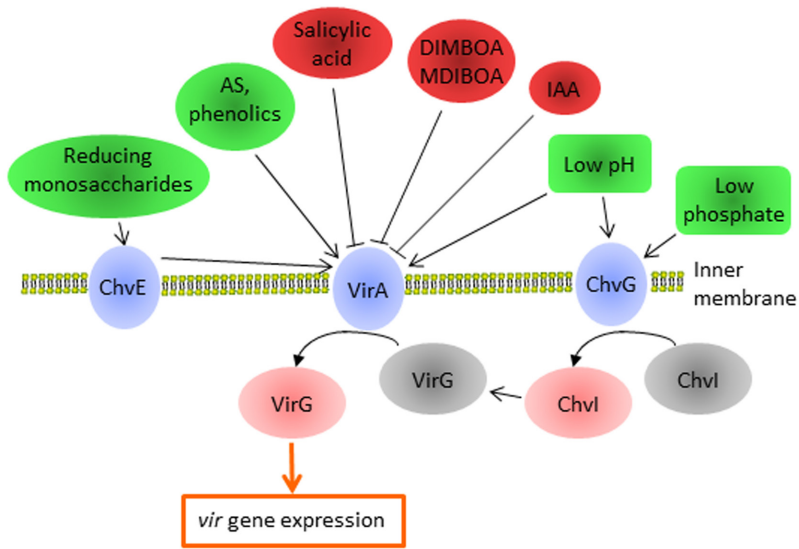 Salicylic
acid
DIMBOA
MDIBOA
IAA
AS,
phenolics
Reducing
monosaccharides
Low pH
Low
phosphate
ChvE
VirA
ChvG
Inner
membrane
VirG
VirG
ChvI
ChvI
vir gene expression